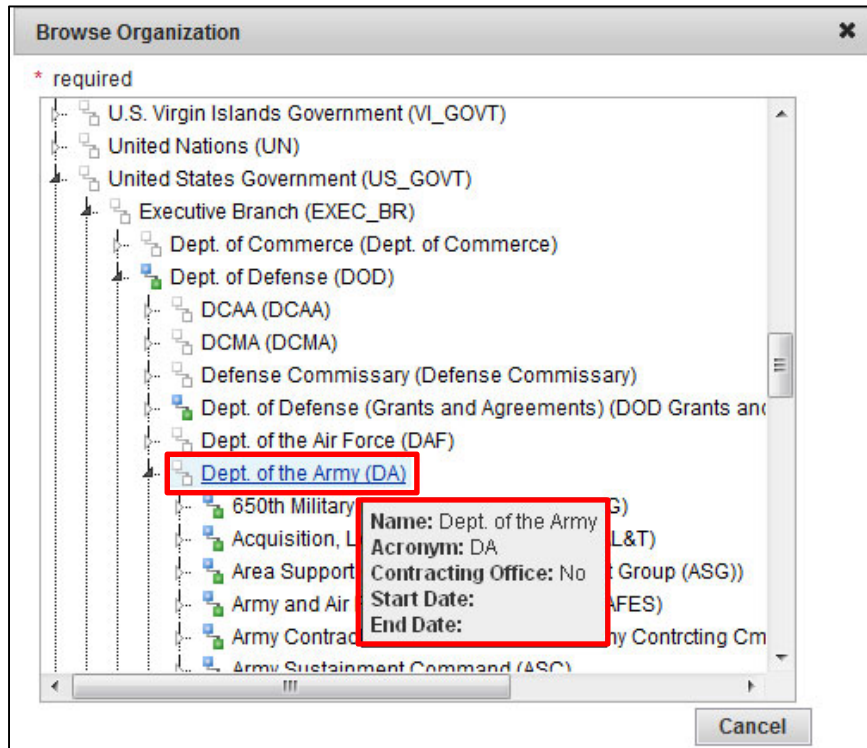 Browse Organization
* required
U.S. Virgin Islands Government (VI_GOVT)
United Nations (UN)
United States Government (US_GOVT)
Executive Branch (EXEC_BR)
Dept. of Commerce (Dept. of Commerce)
Dept. of Defense (DOD)
DCAA (DCAA)
DCMA (DCMA)
Defense Commissary (Defense Commissary)
Dept. of Defense (Grants and Agreements) (DOD Grants and
Dept. of the Air Force (DAF)
Dept. of the Army (DA)
650th Military G)
Name: Dept. of the Army
Acquisition, L L&T)
Acronym: DA
Area Support t Group (ASG))
Contracting Office: No
Army and Air AFES)
Start Date:
Army Contrac ny Contrcting Cm
End Date:
Army Sustainment Command (ASC)
Cancel